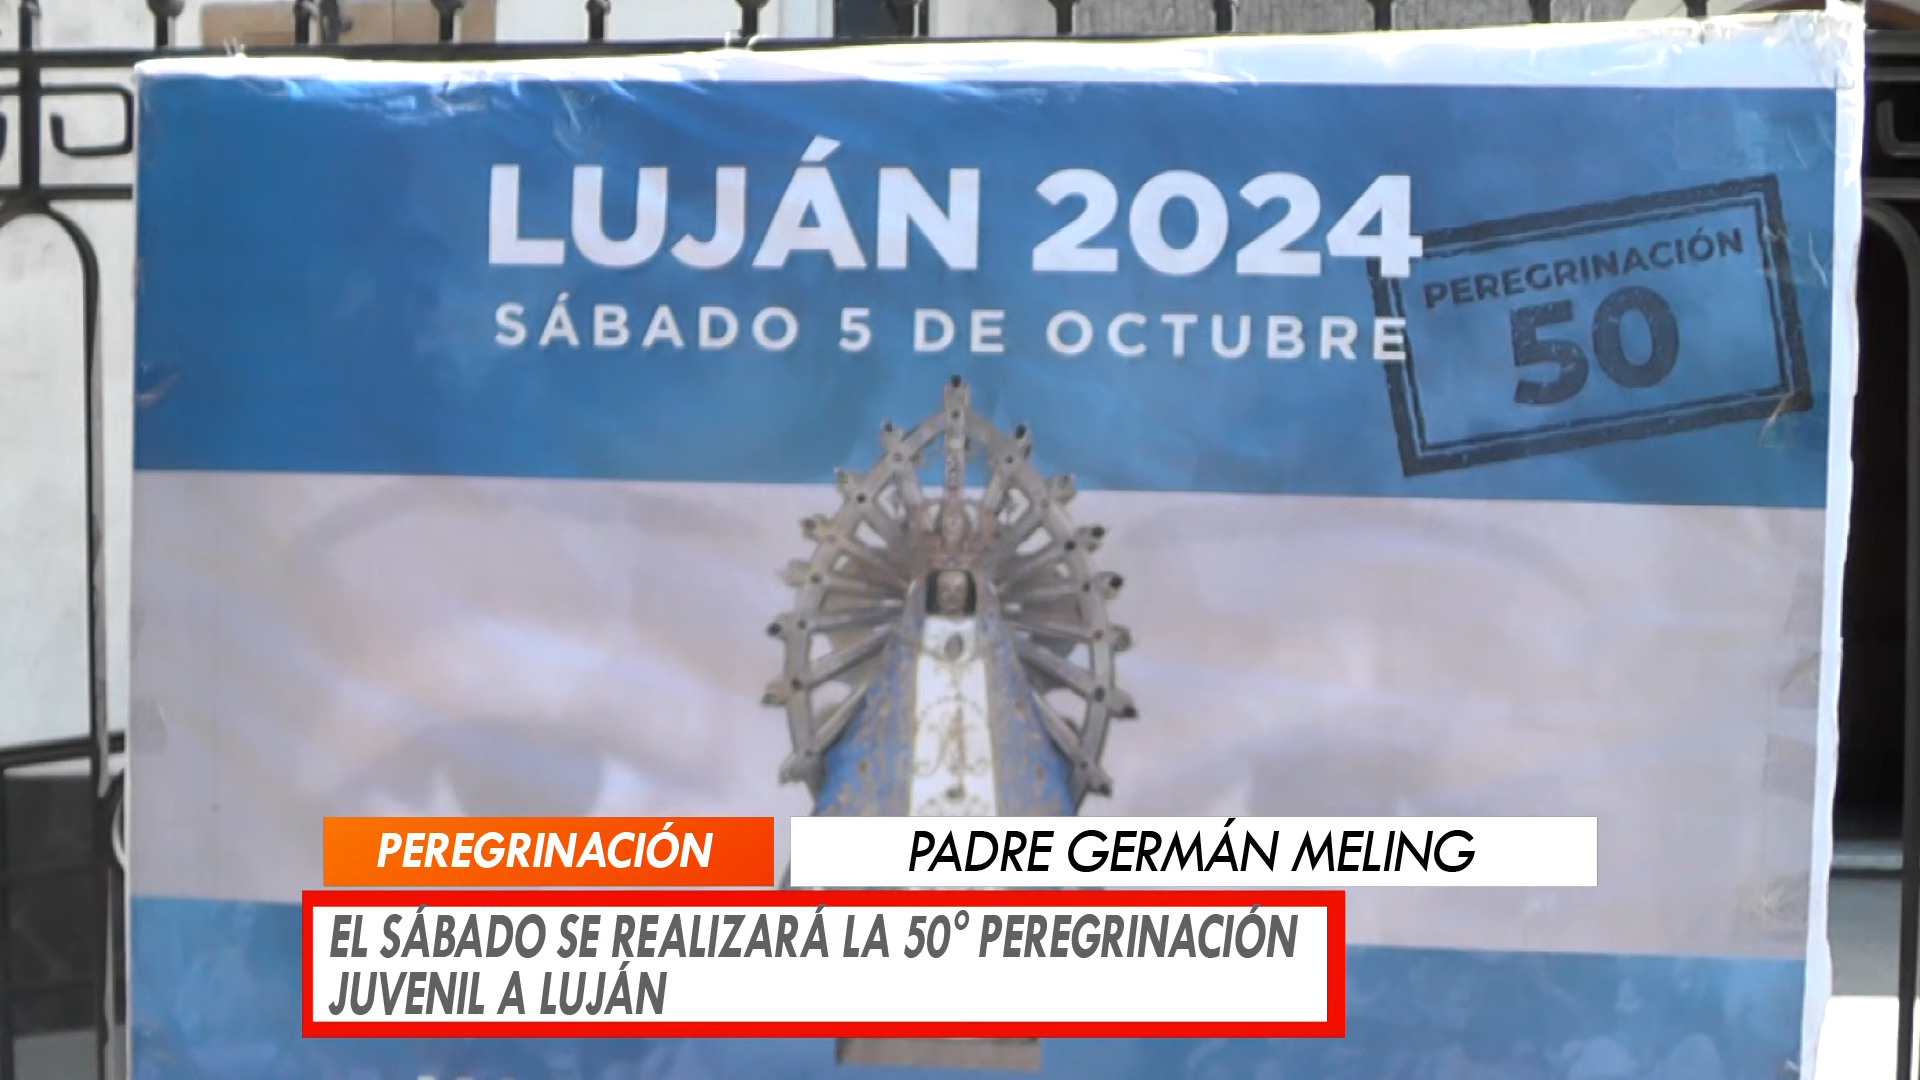 LUJÁN 2024
SÁBADO 5 DE OCTUBRE
PEREGRINACIÓN
50
PEREGRINACIÓN
PADRE GERMÁN MELING
EL SÁBADO SE REALIZARÁ LA 50° PEREGRINACIÓN
JUVENIL A LUJÁN